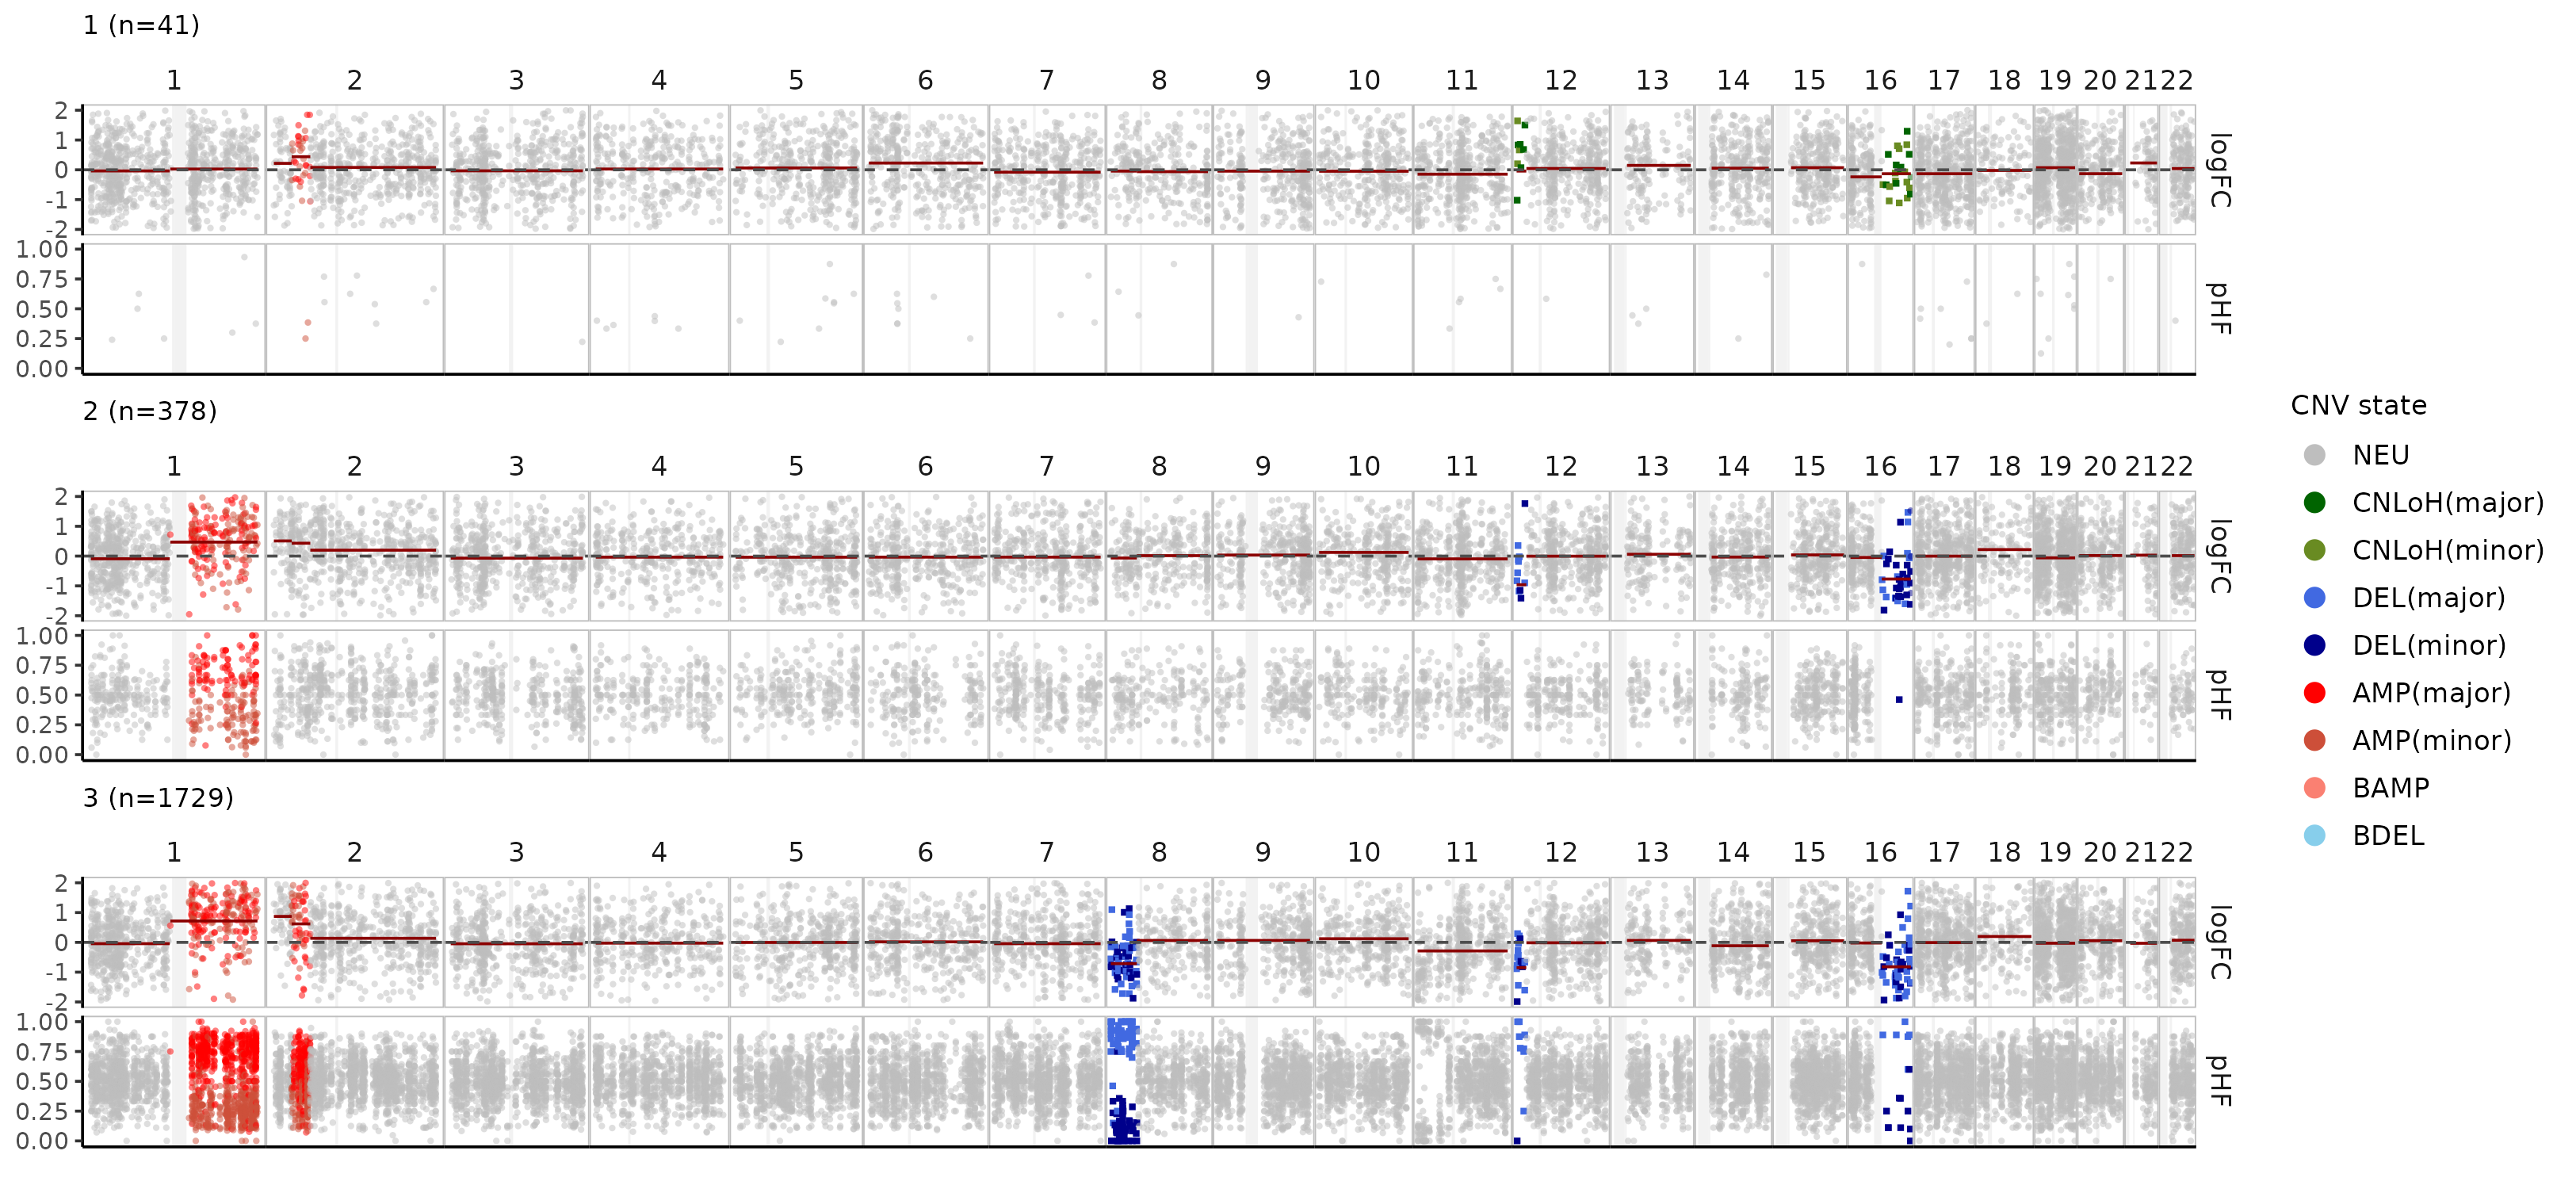 1 (n=41)
1 2 3 4 5 6 7 8 9 10 11 12 13 14 15 16 17 18 19 20 21 22
2
1
0
-1
-2
logFC
1.00
0.75
0.50
0.25
0.00
pHF
2 (n=378)
1 2 3 4 5 6 7 8 9 10 11 12 13 14 15 16 17 18 19 20 21 22
2
1
0
-1
-2
logFC
1.00
0.75
0.50
0.25
0.00
pHF
3 (n=1729)
1 2 3 4 5 6 7 8 9 10 11 12 13 14 15 16 17 18 19 20 21 22
2
1
0
-1
-2
logFC
1.00
0.75
0.50
0.25
0.00
pHF
CNV state
NEU
CNLoH(major)
CNLoH(minor)
DEL(major)
DEL(minor)
AMP(major)
AMP(minor)
BAMP
BDEL